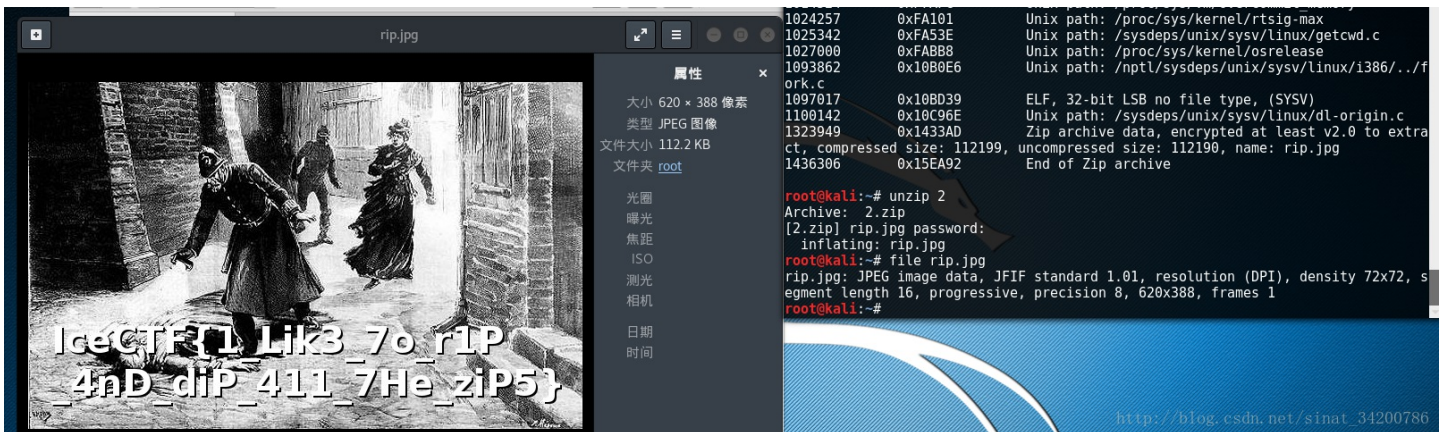 rip.jpg
属性
大小 620 × 388 像素
类型 JPEG 图像
文件大小 112.2 KB
文件夹 root
光圈
曝光
焦距
ISO
测光
相机
日期
时间
IceCTF{1_Lik3_7o_r1P
_4nD_diP_411_7He_ziP5}
1024257 0xFA101 Unix path: /proc/sys/kernel/rtsig-max
1025342 0xFA53E Unix path: /sysdeps/unix/sysv/linux/getcwd.c
1027000 0xFABB8 Unix path: /proc/sys/kernel/osrelease
1093862 0x10B0E6 Unix path: /nptl/sysdeps/unix/sysv/linux/i386/../f
ork.c
1097017 0x10BD39 ELF, 32-bit LSB no file type, (SYSV)
1100142 0x10C96E Unix path: /sysdeps/unix/sysv/linux/dl-origin.c
1323949 0x1433AD Zip archive data, encrypted at least v2.0 to extra
ct, compressed size: 112199, uncompressed size: 112190, name: rip.jpg
1436306 0x15EA92 End of Zip archive
root@kali:~# unzip 2
Archive: 2.zip
[2.zip] rip.jpg password:
inflating: rip.jpg
root@kali:~# file rip.jpg
rip.jpg: JPEG image data, JFIF standard 1.01, resolution (DPI), density 72x72, s
egment length 16, progressive, precision 8, 620x388, frames 1
root@kali:~#
http://blog.csdn.net/sinat_34200786